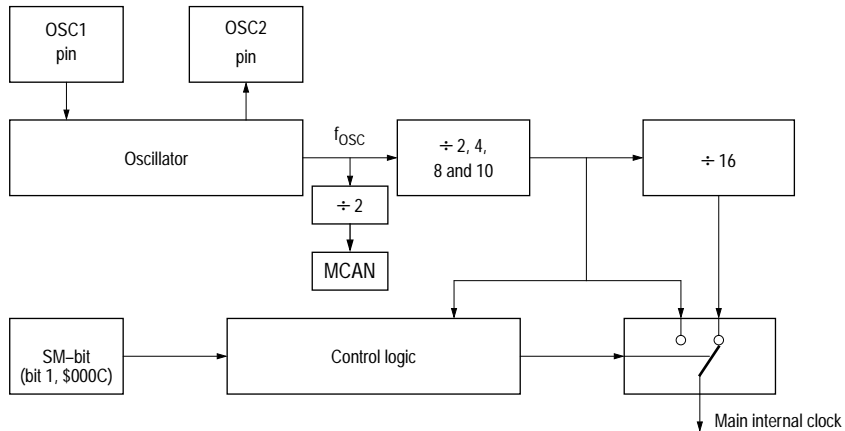 OSC1
pin
OSC2
pin
Oscillator
fOSC
÷ 2, 4,
8 and 10
÷ 16
÷ 2
MCAN
SM–bit
(bit 1, $000C)
Control logic
Main internal clock